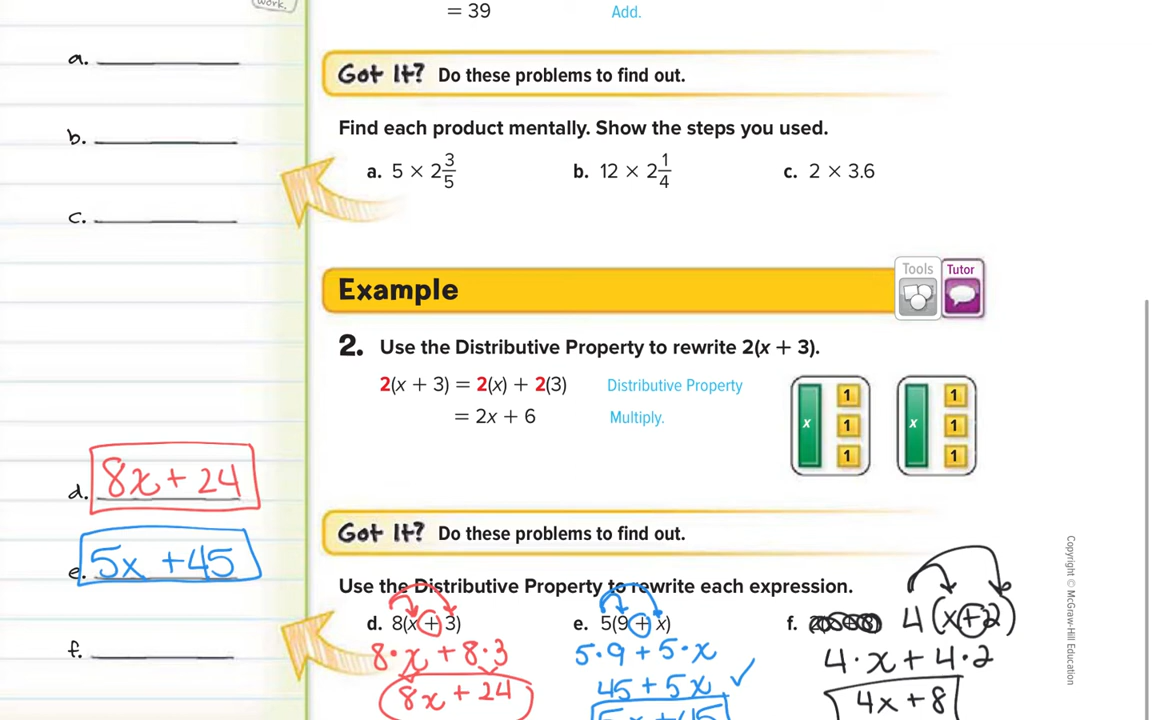 work.
= 39 Add.
a.
Got It? Do these problems to find out.
b.
Find each product mentally. Show the steps you used.
a. 5 × 2 3/5 b. 12 × 2 1/4 c. 2 × 3.6
c.
Example
Tools Tutor
2. Use the Distributive Property to rewrite 2(x + 3).
2(x + 3) = 2(x) + 2(3) Distributive Property
= 2x + 6 Multiply.
x 1 1 1 x 1 1 1
d. 8x + 24
e. 5x + 45
Got It? Do these problems to find out.
Use the Distributive Property to rewrite each expression.
d. 8(x + 3) e. 5(9 + x) f. 4(x+2)
8·x + 8·3 5·9 + 5·x 4·x + 4·2
8x + 24 45 + 5x ✓ 4x + 8
5x + 45
f.
Copyright © McGraw-Hill Education